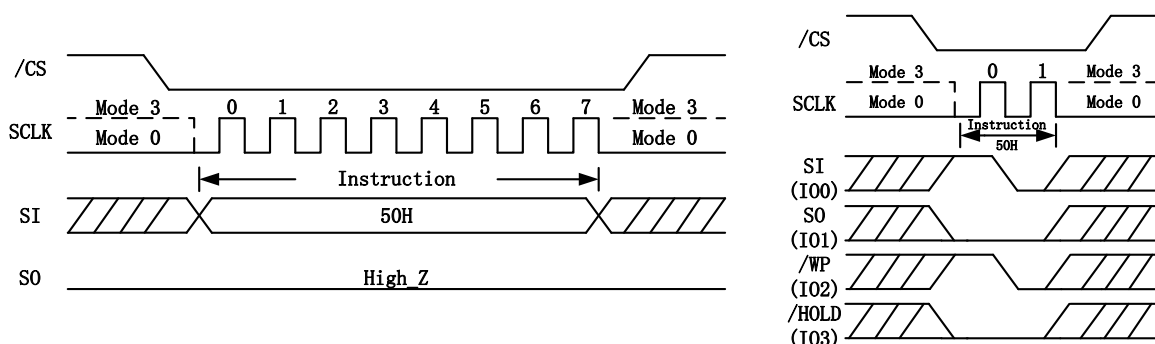 /CS
Mode 3 0 1 2 3 4 5 6 7 Mode 3
SCLK
Mode 0 Mode 0
Instruction
SI 50H
SO High_Z
/CS
Mode 3 0 1 Mode 3
SCLK Mode 0 Mode 0
Instruction
50H
SI
(IO0)
SO
(IO1)
/WP
(IO2)
/HOLD
(IO3)